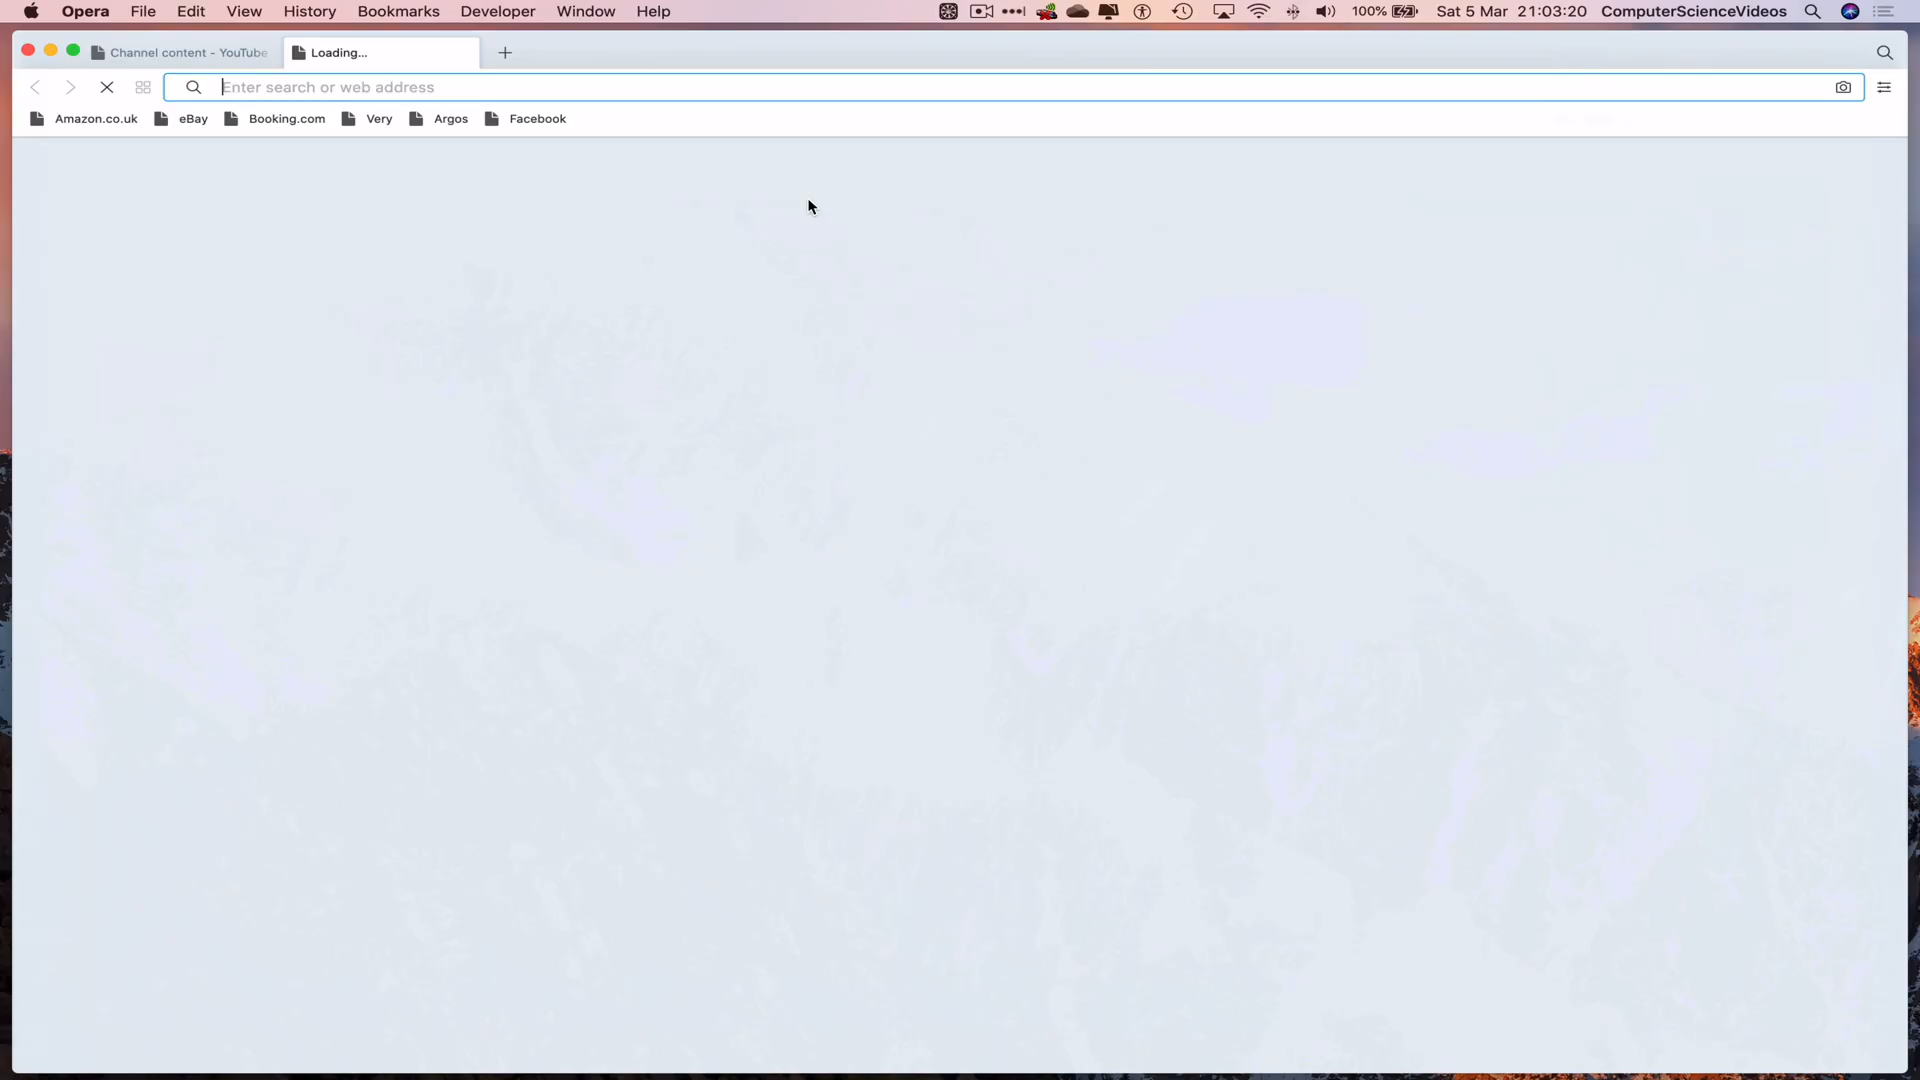 Opera File Edit View History Bookmarks Developer Window Help 100% Sat 5 Mar 21:03:20 ComputerScienceVideos
Channel content - YouTube Loading...
Enter search or web address
Amazon.co.uk eBay Booking.com Very Argos Facebook